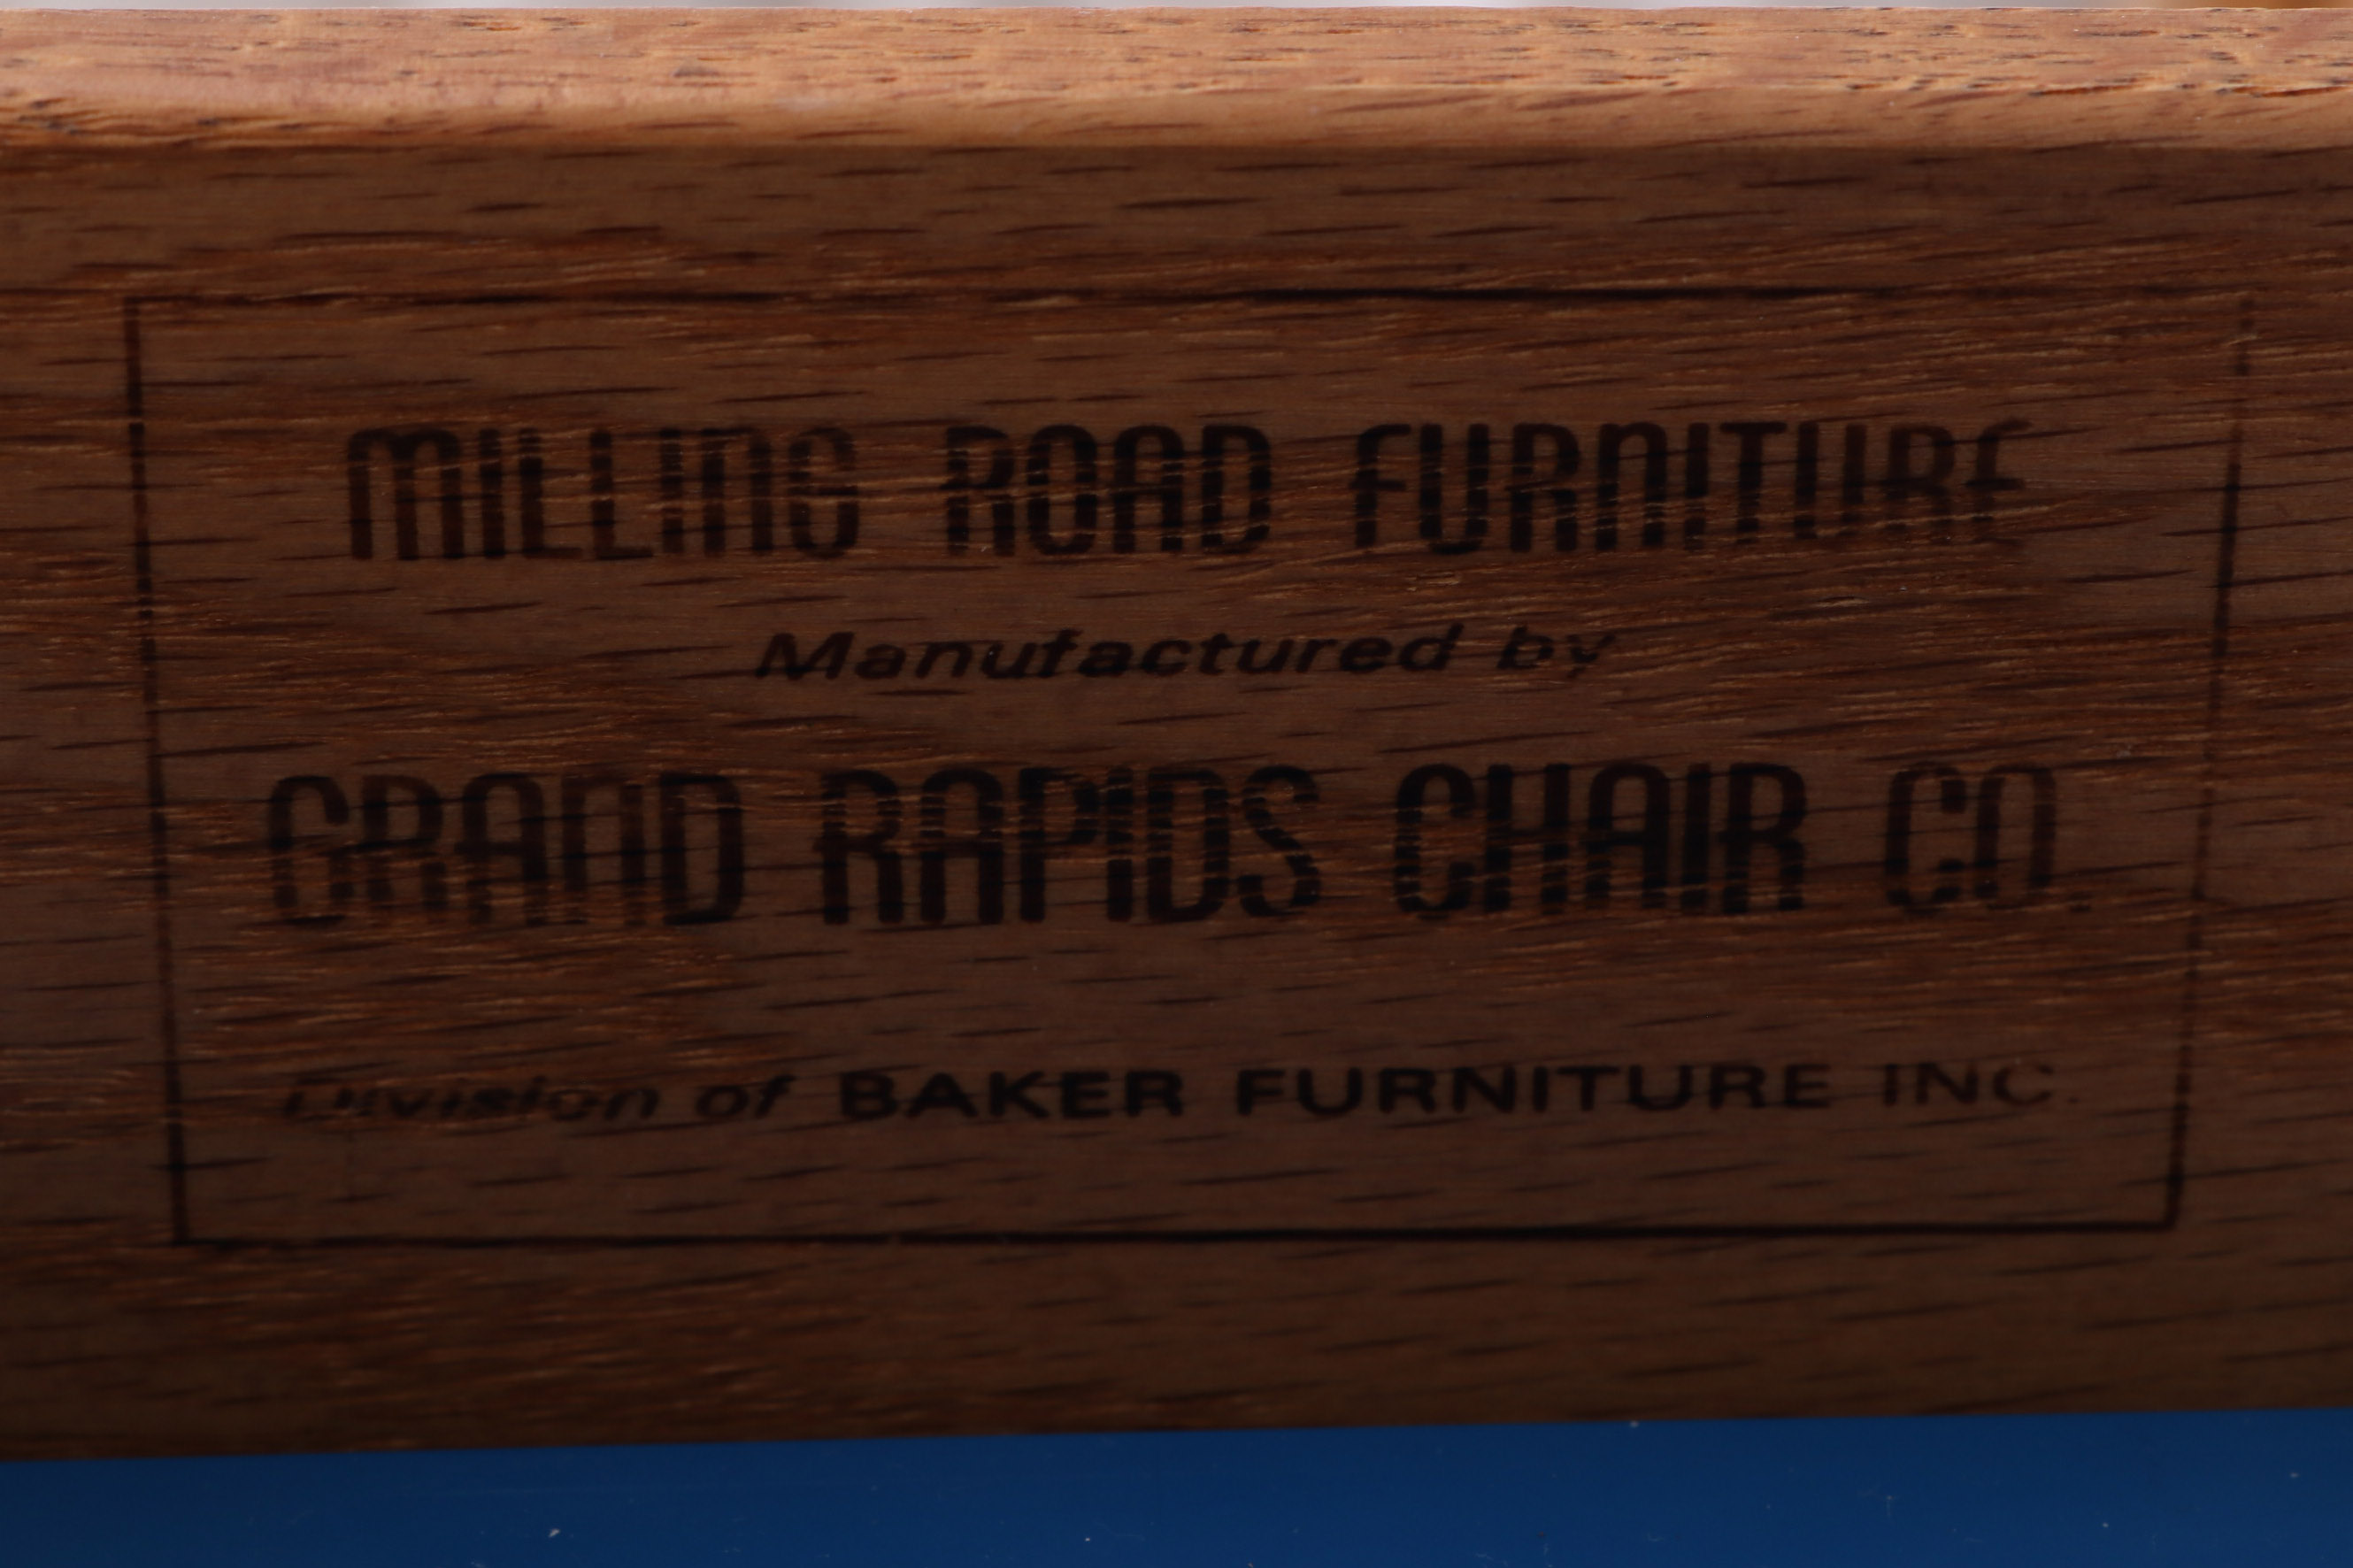 MILLING ROAD FURNITURE
Manufactured by
GRAND RAPIDS CHAIR CO.
Division of BAKER FURNITURE INC.